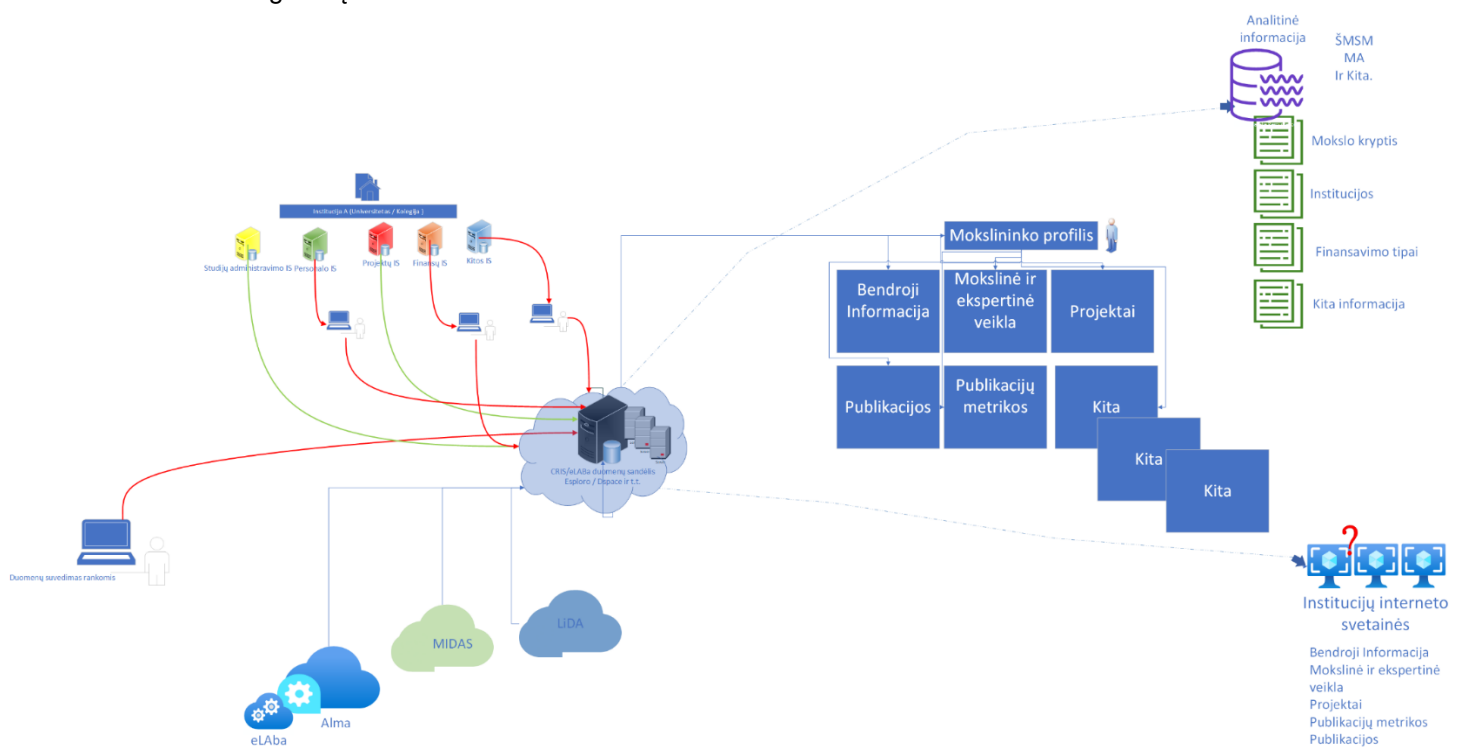 Analitinė
informacija
ŠMSM
MA
Ir Kita.
Mokslo kryptis
Institucijos
Finansavimo tipai
Kita informacija
Institucija A (Universitetas / Kolegija )
Studijų administravimo IS
Personalo IS
Projektų IS
Finansų IS
Kitos IS
Mokslininko profilis
Bendroji
Informacija
Mokslinė ir
ekspertinė
veikla
Projektai
Publikacijos
Publikacijų
metrikos
Kita
Kita
Kita
CRIS/eLABa duomenų sandėlis
Esploro / Dspace ir t.t.
Duomenų suvedimas rankomis
MIDAS
LiDA
Alma
eLAba
?
Institucijų interneto
svetainės
Bendroji Informacija
Mokslinė ir ekspertinė
veikla
Projektai
Publikacijų metrikos
Publikacijos